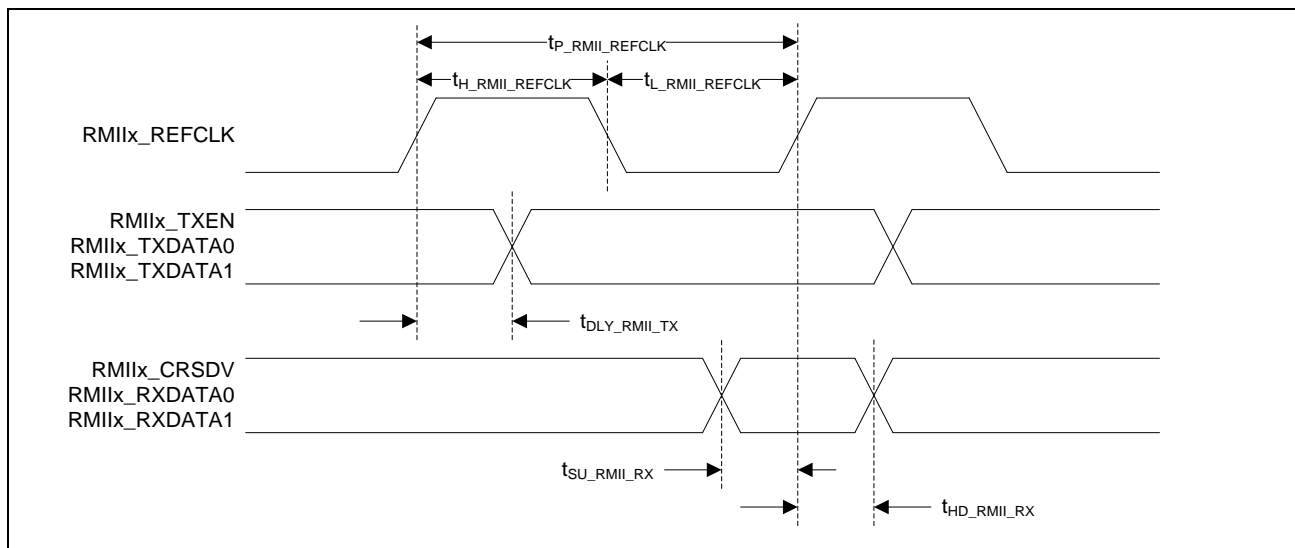 tP_RMII_REFCLK
tH_RMII_REFCLK tL_RMII_REFCLK
RMIIx_REFCLK
RMIIx_TXEN
RMIIx_TXDATA0
RMIIx_TXDATA1
tDLY_RMII_TX
RMIIx_CRSDV
RMIIx_RXDATA0
RMIIx_RXDATA1
tSU_RMII_RX
tHD_RMII_RX